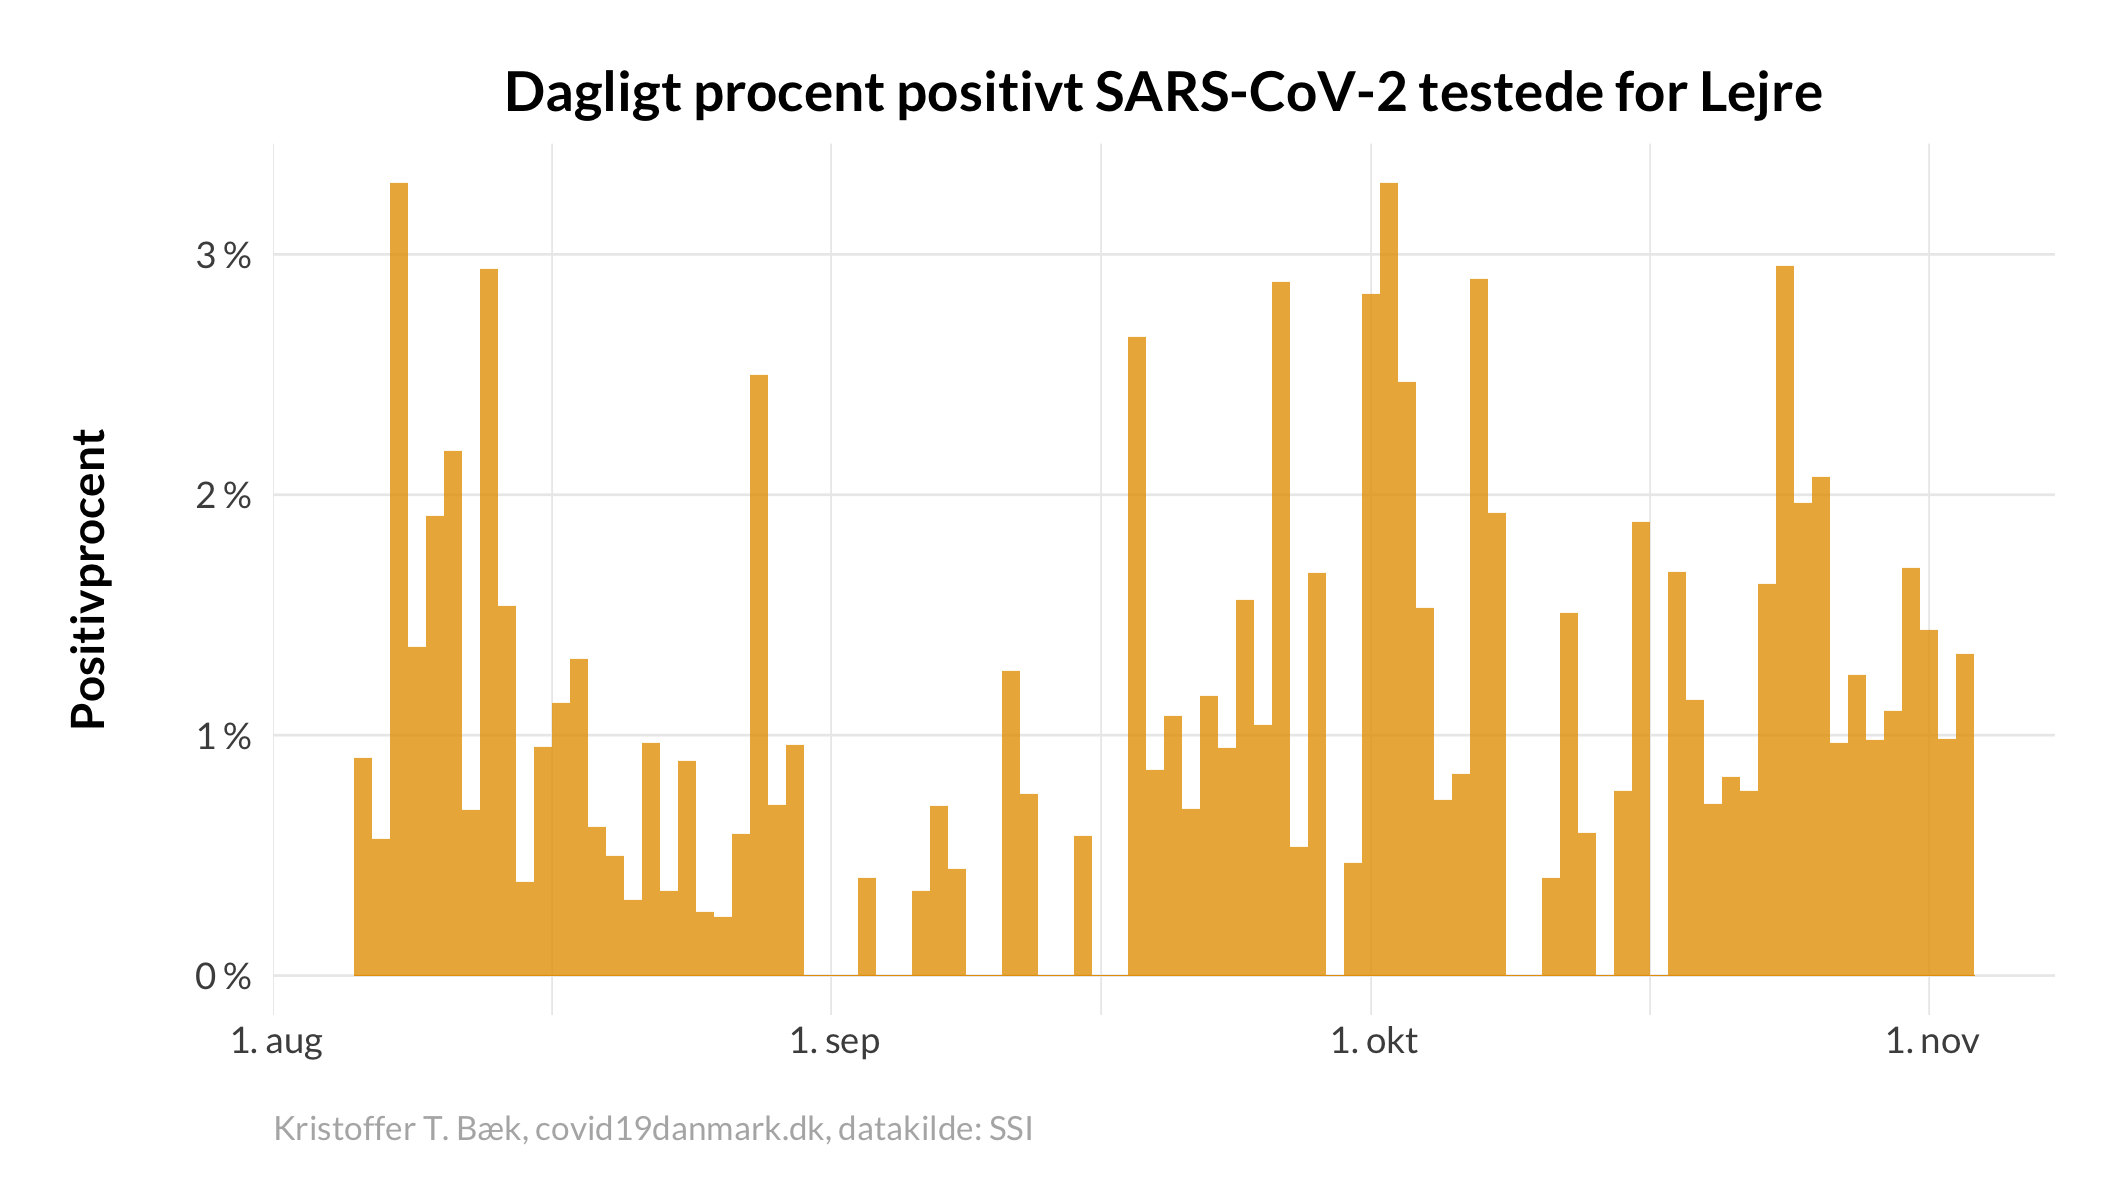 Dagligt procent positivt SARS-CoV-2 testede for Lejre
Positivprocent
3 %
2 %
1 %
0 %
1. aug
1. sep
1. okt
1. nov
Kristoffer T. Bæk, covid19danmark.dk, datakilde: SSI